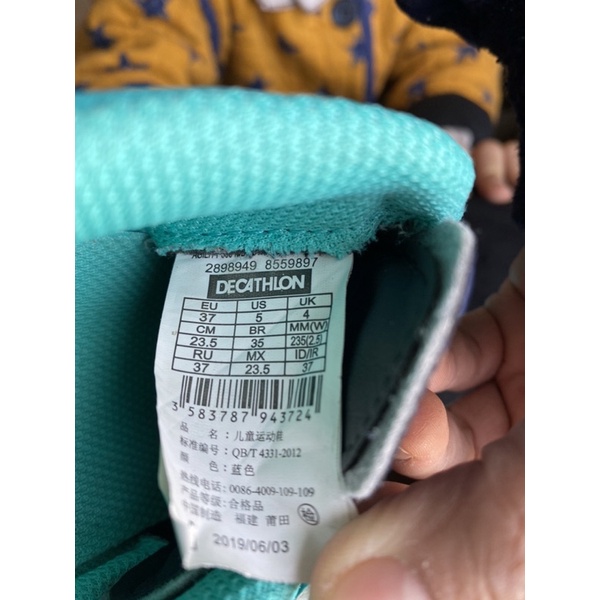 2898949 8559897
DECATHLON
EU US UK
37 5 4
CM BR MM(W)
23.5 35 235(2.5)
RU MX ID/IR
37 23.5 37
3 583787 943724
品 名：儿童运动鞋
标准编号：QB/T 4331-2012
颜 色：蓝色
热线电话：0086-4009-109-109
产品等级：合格品
中国制造 福建 莆田
2019/06/03